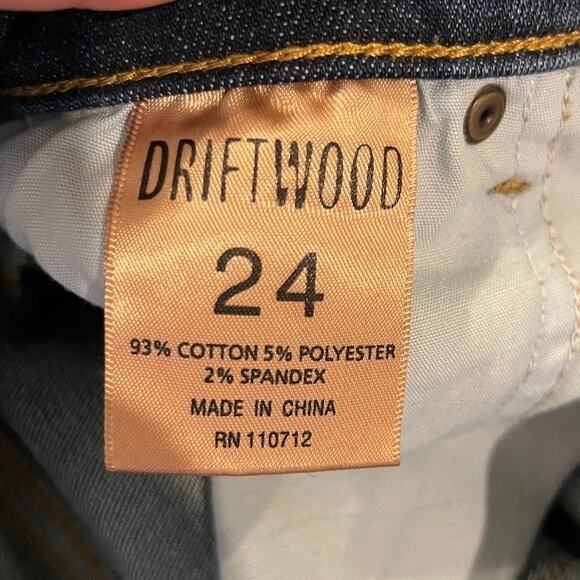 DRIFTWOOD
24
93% COTTON 5% POLYESTER
2% SPANDEX
MADE IN CHINA
RN 110712